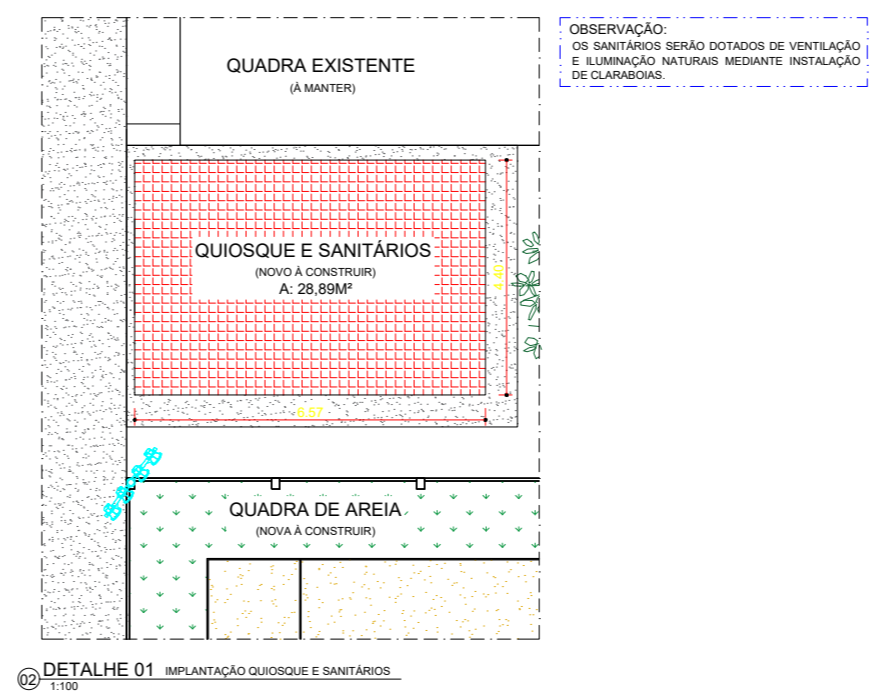 QUADRA EXISTENTE
(À MANTER)
OBSERVAÇÃO:
OS SANITÁRIOS SERÃO DOTADOS DE VENTILAÇÃO
E ILUMINAÇÃO NATURAIS MEDIANTE INSTALAÇÃO
DE CLARABOIAS.
QUIOSQUE E SANITÁRIOS
(NOVO À CONSTRUIR)
A: 28,89M²
4.40
6.57
QUADRA DE AREIA
(NOVA À CONSTRUIR)
02 DETALHE 01 IMPLANTAÇÃO QUIOSQUE E SANITÁRIOS
1:100